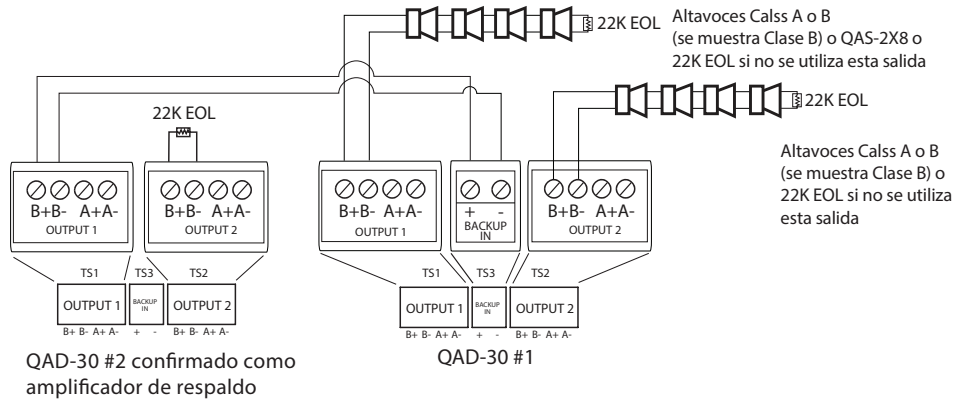 22K EOL
Altavoces Calss A o B
(se muestra Clase B) o QAS-2X8 o
22K EOL si no se utiliza esta salida
22K EOL
22K EOL
Altavoces Calss A o B
(se muestra Clase B) o
22K EOL si no se utiliza
esta salida
B+B- A+A-
OUTPUT 1
B+B- A+A-
OUTPUT 2
B+B- A+A-
OUTPUT 1
+ -
BACKUP
IN
B+B- A+A-
OUTPUT 2
TS1 TS3 TS2
OUTPUT 1
BACKUP
IN
OUTPUT 2
B+ B- A+ A- + - B+ B- A+ A-
TS1 TS3 TS2
OUTPUT 1
BACKUP
IN
OUTPUT 2
B+ B- A+ A- + - B+ B- A+ A-
QAD-30 #2 confirmado como
amplificador de respaldo
QAD-30 #1